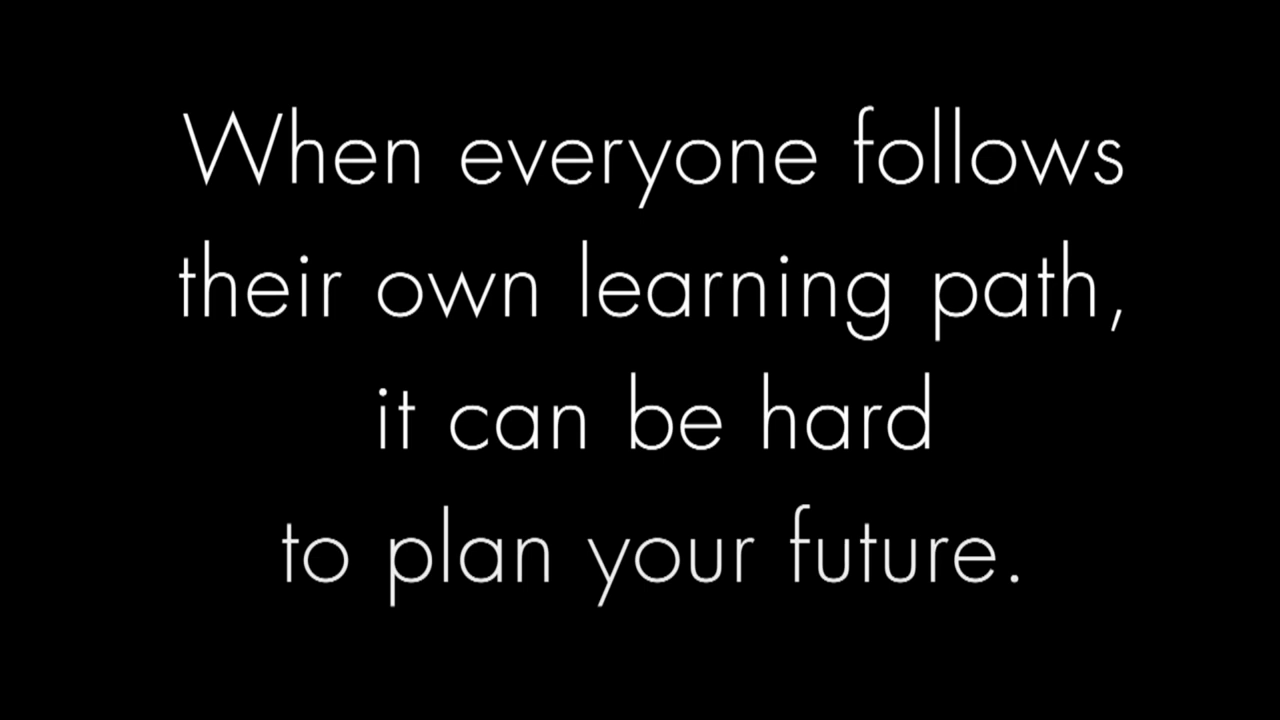 When everyone follows
their own learning path,
it can be hard
to plan your future.